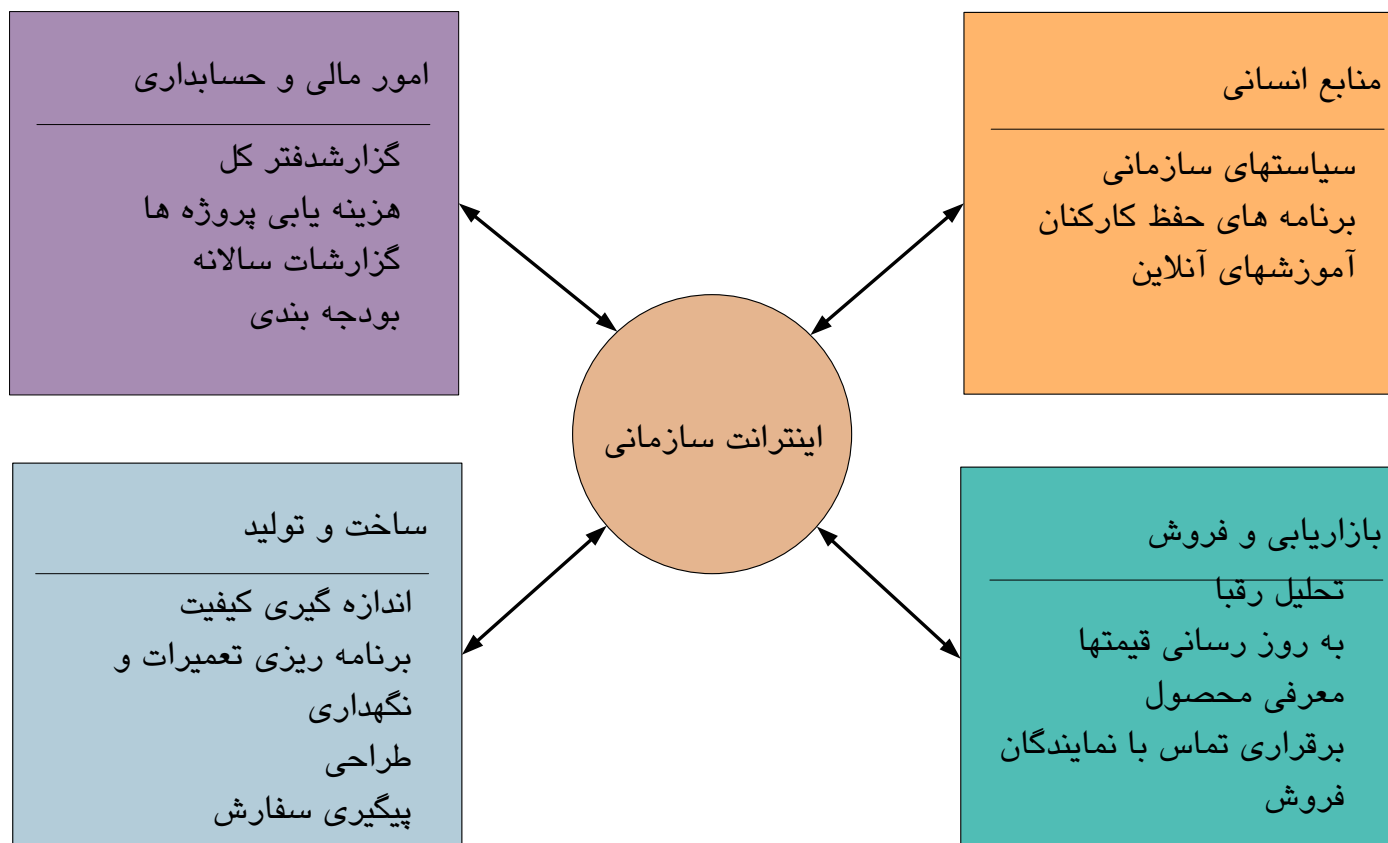 منابع انسانی
سیاستهای سازمانی
برنامه های حفظ کارکنان
آموزشهای آنلاین
امور مالی و حسابداری
گزارشدفتر کل
هزینه یابی پروژه ها
گزارشات سالانه
بودجه بندی
اینترانت سازمانی
بازاریابی و فروش
تحلیل رقبا
به روز رسانی قیمتها
معرفی محصول
برقراری تماس با نمایندگان
فروش
ساخت و تولید
اندازه گیری کیفیت
برنامه ریزی تعمیرات و
نگهداری
طراحی
پیگیری سفارش